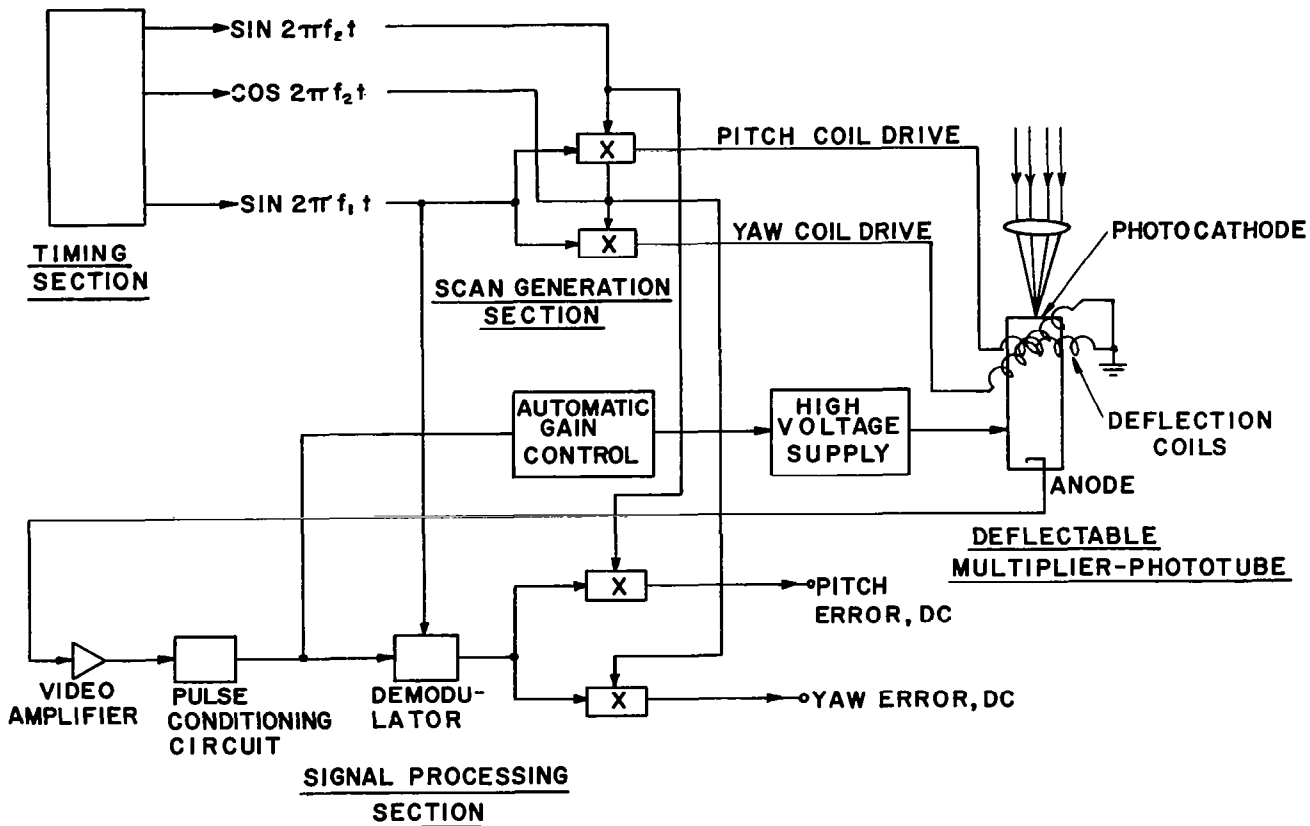 SIN 2πf₂t
COS 2πf₂t
SIN 2πf₁t
TIMING
SECTION
X
X
PITCH COIL DRIVE
YAW COIL DRIVE
SCAN GENERATION
SECTION
PHOTOCATHODE
DEFLECTION
COILS
AUTOMATIC
GAIN
CONTROL
HIGH
VOLTAGE
SUPPLY
ANODE
DEFLECTABLE
MULTIPLIER-PHOTOTUBE
X
PITCH
ERROR, DC
X
YAW ERROR, DC
VIDEO
AMPLIFIER
PULSE
CONDITIONING
CIRCUIT
DEMODU-
LATOR
SIGNAL PROCESSING
SECTION